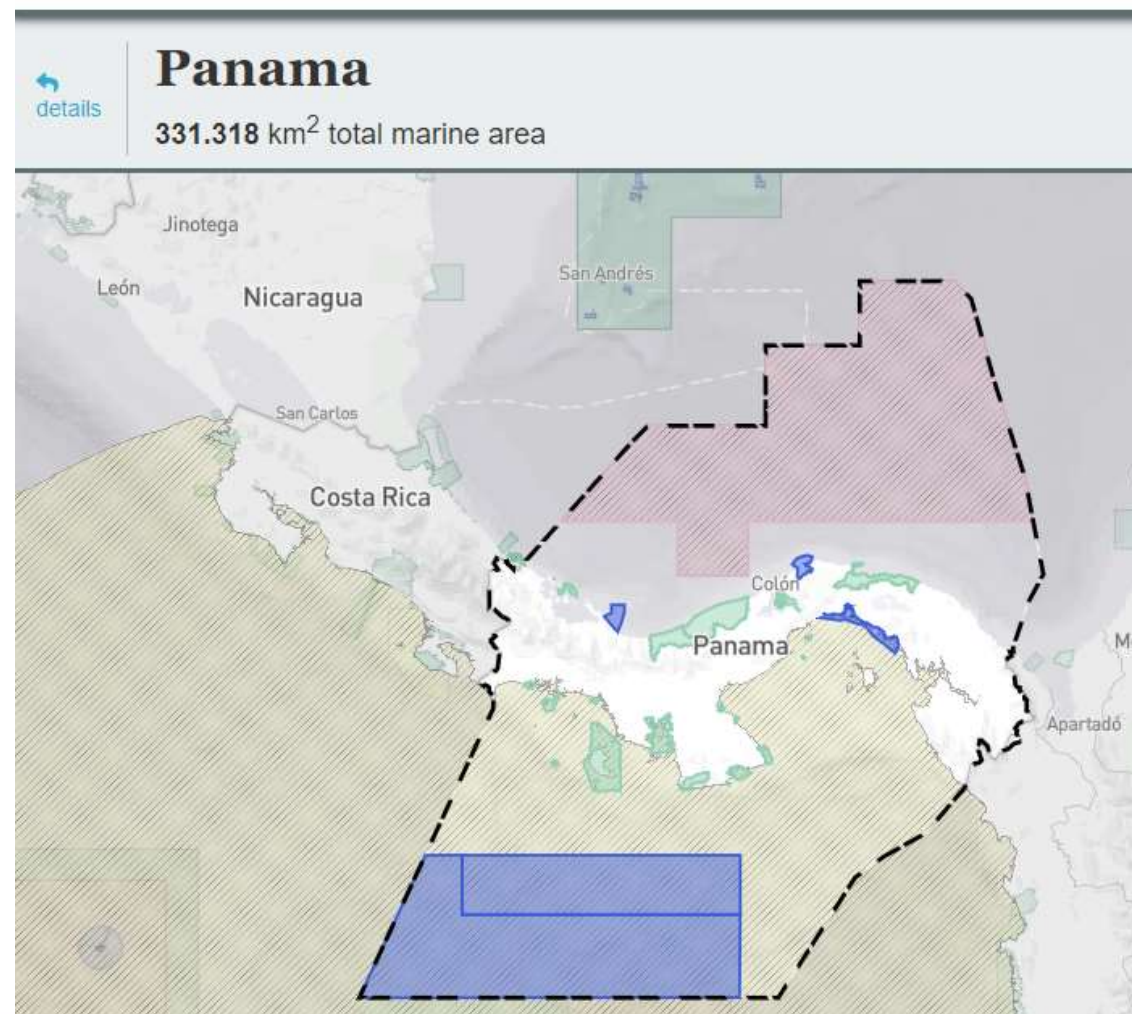 Panama
details
331.318 km2 total marine area
Jinotega
León
Nicaragua
San Andrés
San Carlos
Costa Rica
Colón
Panama
Apartadó